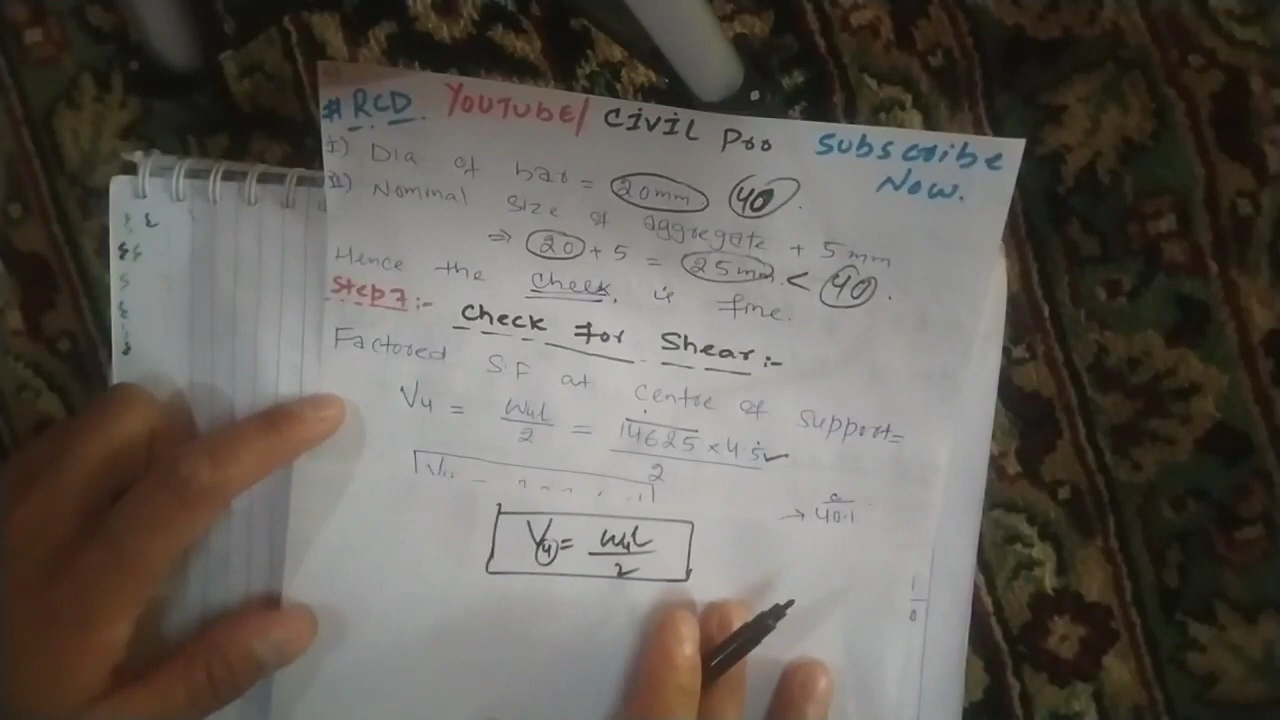 #RCD. YOUTUBE/ Civil Pro Subscribe Now.
I) Dia of bar = 20mm 40.
II) Nominal size of aggregate + 5mm
⇒ 20 + 5 = 25mm < 40.
Hence the check is fine.
Step 7:- Check for Shear:-
Factored S.F at centre of support =
Vu = wul/2 = 14625 × 4.5/2
→ 40.1
Vu = wul/2